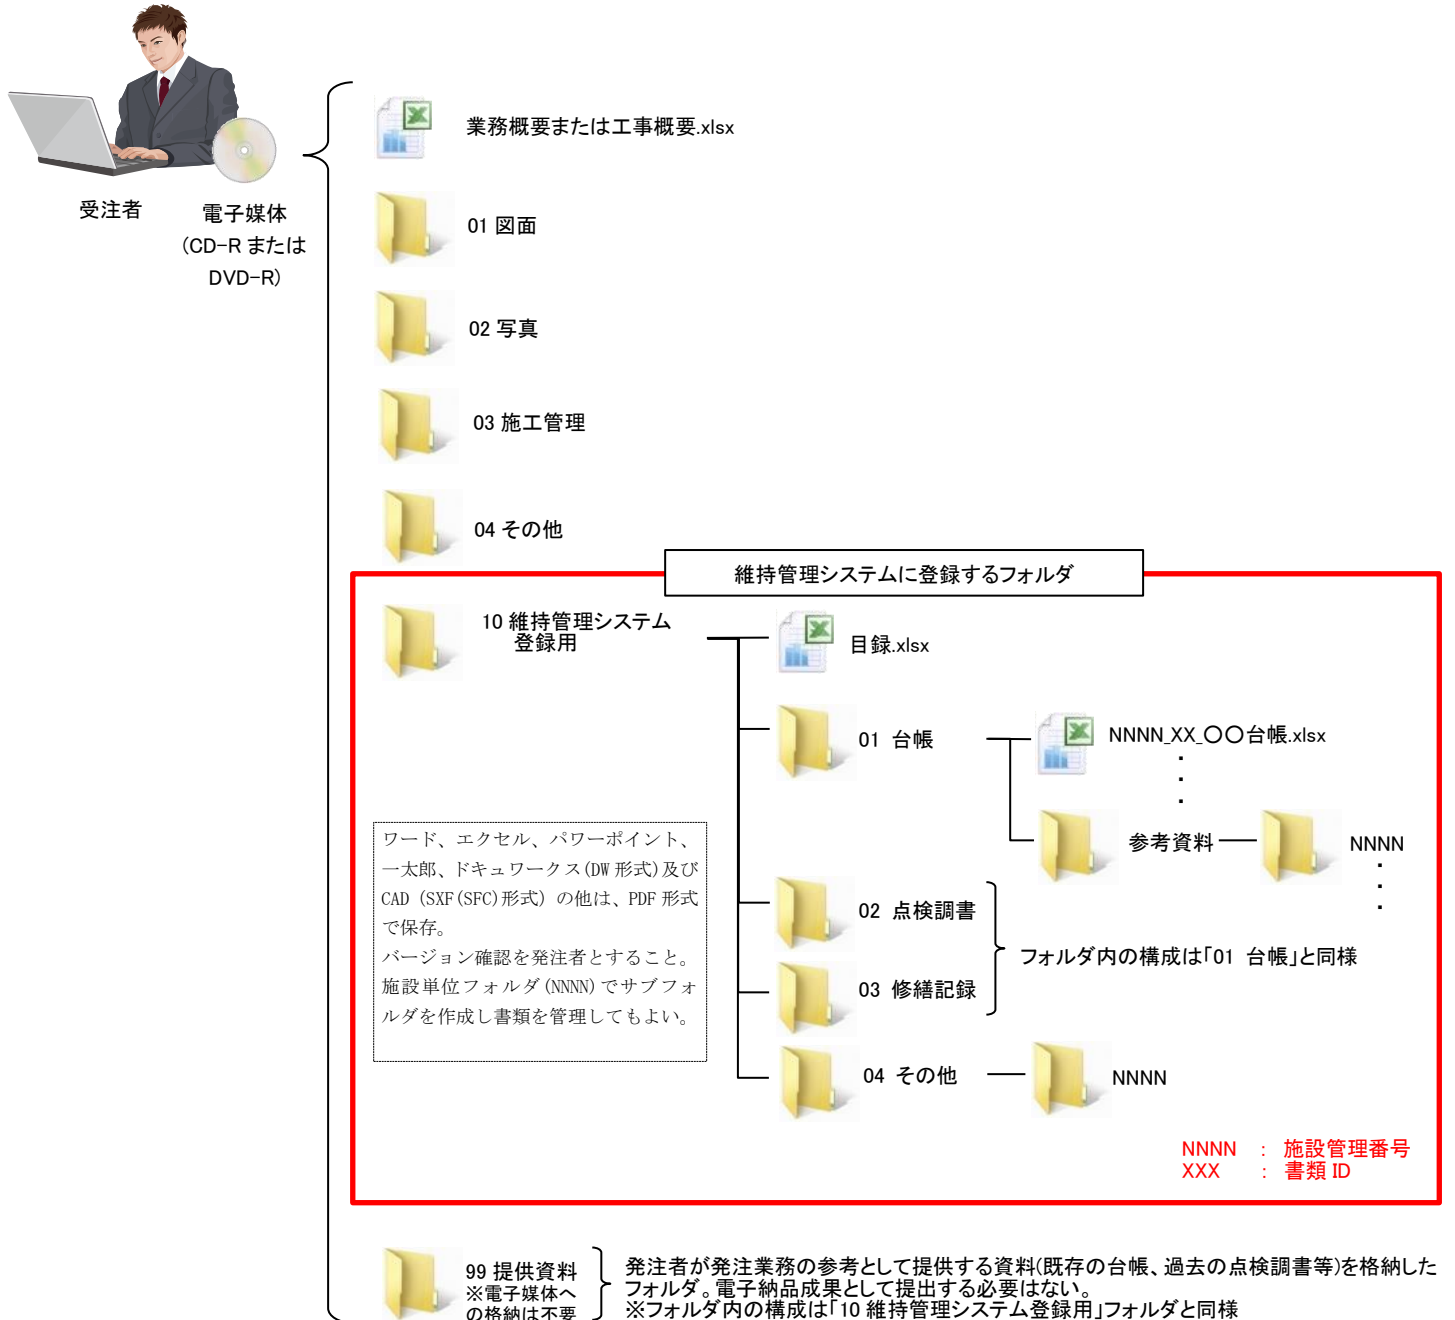 業務概要または工事概要.xlsx
受注者
電子媒体
(CD-R または
DVD-R)
01 図面
02 写真
03 施工管理
04 その他
維持管理システムに登録するフォルダ
10 維持管理システム
登録用
目録.xlsx
01 台帳
NNNN_XX_〇〇台帳.xlsx
・
・
・
参考資料
NNNN
・
・
・
ワード、エクセル、パワーポイント、
一太郎、ドキュワークス(DW 形式)及び
CAD (SXF(SFC)形式) の他は、PDF 形式
で保存。
バージョン確認を発注者とすること。
施設単位フォルダ(NNNN)でサブフォ
ルダを作成し書類を管理してもよい。
02 点検調書
03 修繕記録
フォルダ内の構成は「01 台帳」と同様
04 その他
NNNN
NNNN : 施設管理番号
XXX : 書類 ID
99 提供資料
※電子媒体へ
の格納は不要
発注者が発注業務の参考として提供する資料(既存の台帳、過去の点検調書等)を格納した
フォルダ。電子納品成果として提出する必要はない。
※フォルダ内の構成は「10 維持管理システム登録用」フォルダと同様